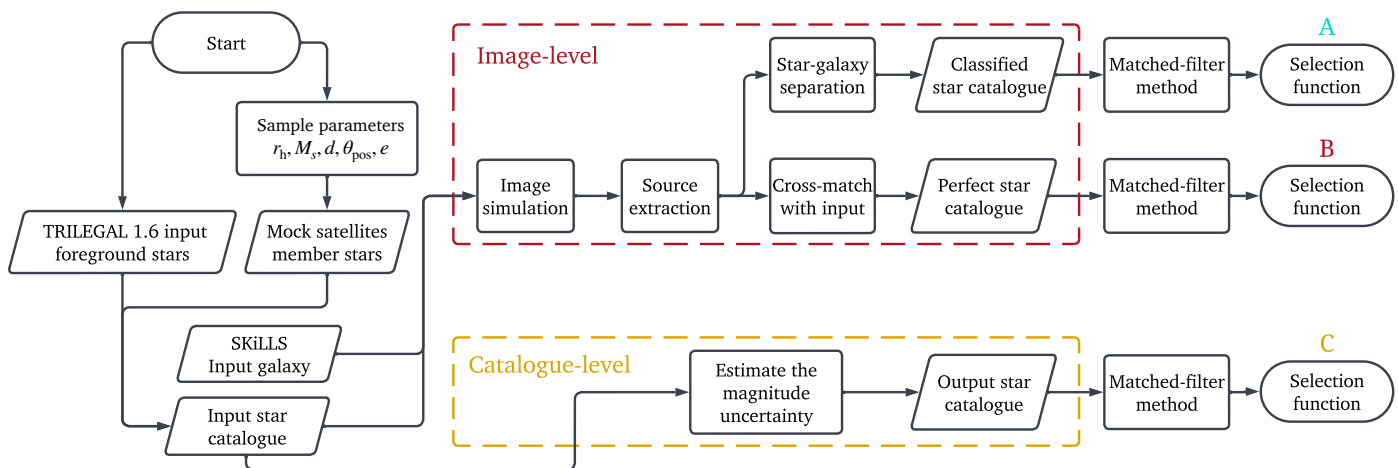 Start
Sample parameters
r_h, M_s, d, θ_pos, e
TRILEGAL 1.6 input
foreground stars
Mock satellites
member stars
SKiLLS
Input galaxy
Input star
catalogue
Image-level
Image
simulation
Source
extraction
Star-galaxy
separation
Classified
star catalogue
Matched-filter
method
A
Selection
function
Cross-match
with input
Perfect star
catalogue
Matched-filter
method
B
Selection
function
Catalogue-level
Estimate the
magnitude
uncertainty
Output star
catalogue
Matched-filter
method
C
Selection
function